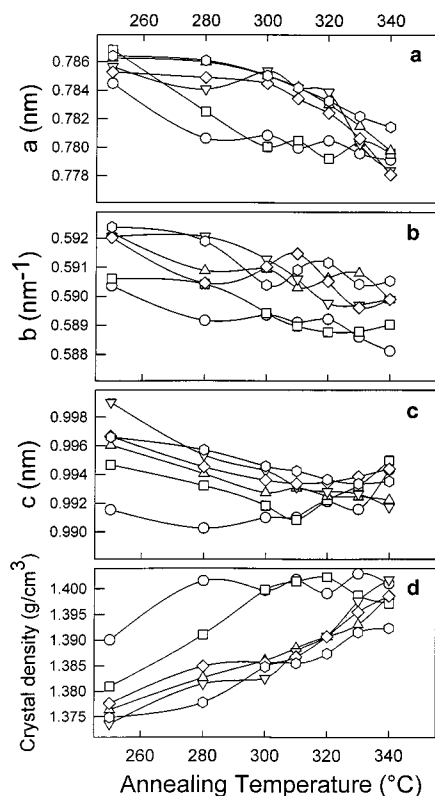 260 280 300 320 340
a
0.786
0.784
0.782
0.780
0.778
a (nm)
b
0.592
0.591
0.590
0.589
0.588
b (nm⁻¹)
c
0.998
0.996
0.994
0.992
0.990
c (nm)
d
1.400
1.390
1.385
1.380
1.375
Crystal density (g/cm³)
260 280 300 320 340
Annealing Temperature (°C)